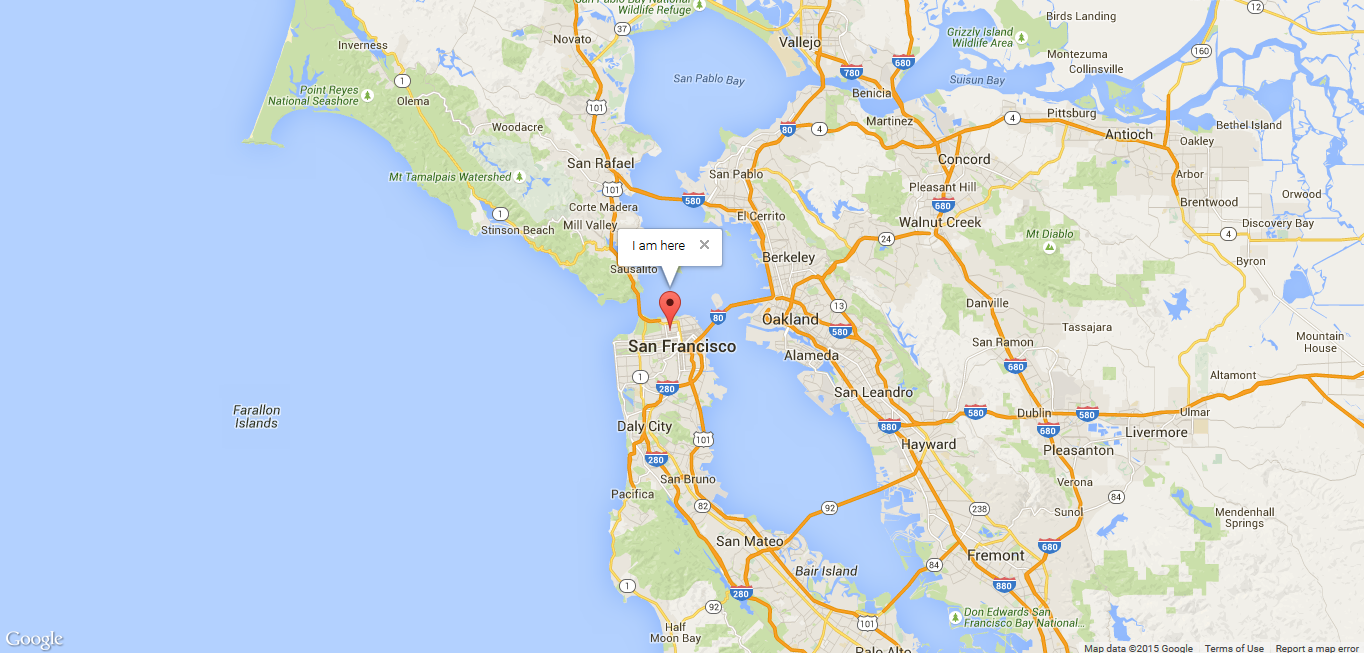 San Pablo Bay National
Wildlife Refuge
12
Birds Landing
37
Novato
Vallejo
Grizzly Island
Wildlife Area
Inverness
160
Montezuma
680
Collinsville
780
1
San Pablo Bay
Suisun Bay
Point Reyes
National Seashore
Benicia
Olema
101
Pittsburg
4
Martinez
Bethel Island
Woodacre
80
4
Antioch
Oakley
San Rafael
Concord
Mt Tamalpais Watershed
San Pablo
Arbor
101
Pleasant Hill
Orwood
580
680
Brentwood
Corte Madera
1
El Cerrito
Walnut Creek
Discovery Bay
Mill Valley
Stinson Beach
Mt Diablo
4
24
I am here
Berkeley
Byron
Sausalito
Danville
13
80
Oakland
580
Tassajara
San Francisco
San Ramon
Mountain
House
Alameda
680
1
Altamont
280
San Leandro
Farallon
Islands
580
Dublin
580
Ulmar
Daly City
880
680
Livermore
101
Hayward
Pleasanton
280
San Bruno
Verona
Pacifica
84
82
92
238
Sunol
Mendenhall
Springs
San Mateo
680
Fremont
Bair Island
84
1
280
880
92
Don Edwards San
Francisco Bay National...
101
Half
Moon Bay
Google
Palo Alto
Map data ©2015 Google
Terms of Use
Report a map error